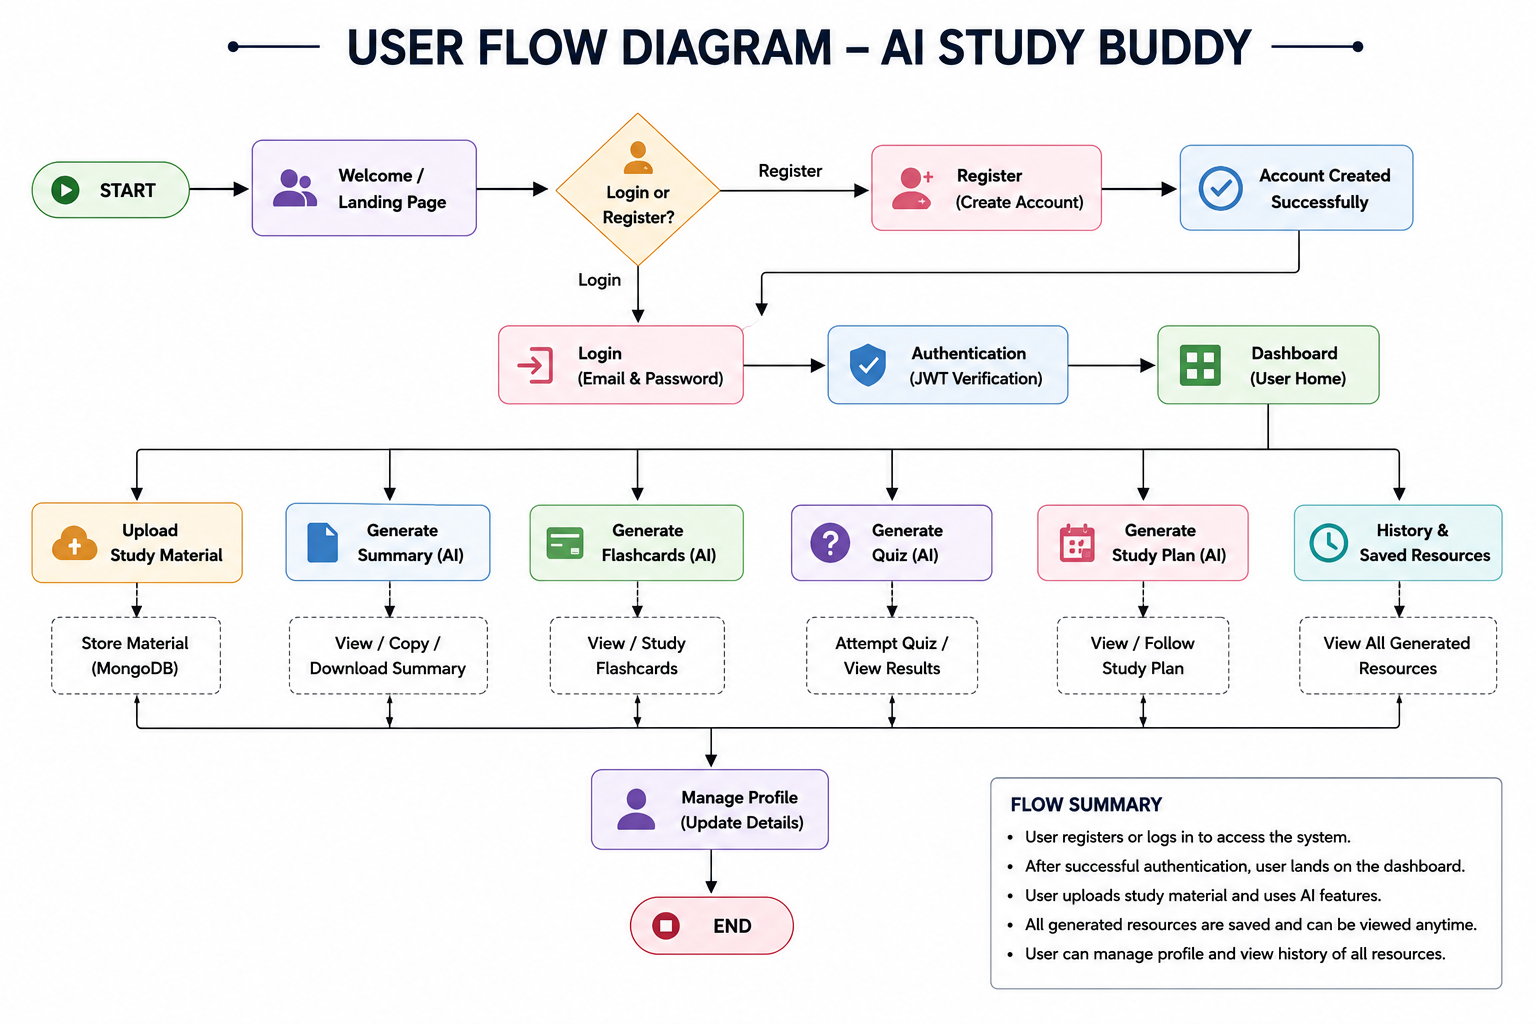 USER FLOW DIAGRAM – AI STUDY BUDDY
START
Welcome /
Landing Page
Login or
Register?
Register
Register
(Create Account)
Account Created
Successfully
Login
Login
(Email & Password)
Authentication
(JWT Verification)
Dashboard
(User Home)
Upload
Study Material
Generate
Summary (AI)
Generate
Flashcards (AI)
Generate
Quiz (AI)
Generate
Study Plan (AI)
History &
Saved Resources
Store Material
(MongoDB)
View / Copy /
Download Summary
View / Study
Flashcards
Attempt Quiz /
View Results
View / Follow
Study Plan
View All Generated
Resources
Manage Profile
(Update Details)
END
FLOW SUMMARY
• User registers or logs in to access the system.
• After successful authentication, user lands on the dashboard.
• User uploads study material and uses AI features.
• All generated resources are saved and can be viewed anytime.
• User can manage profile and view history of all resources.